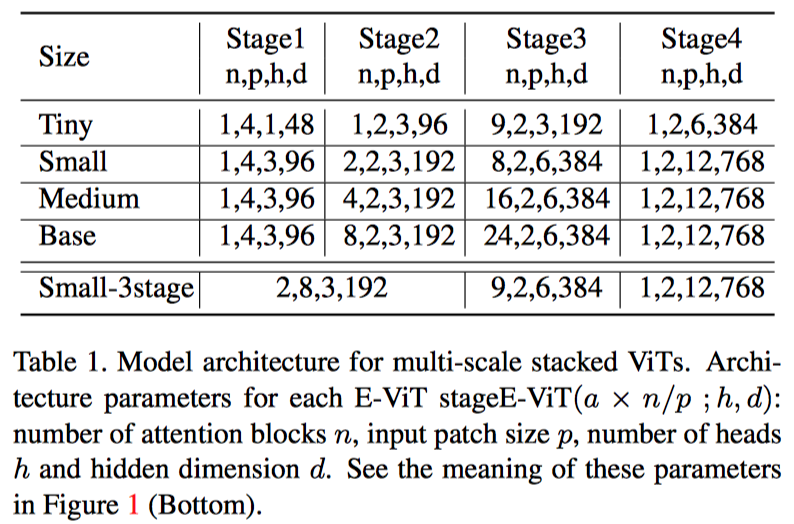 Size Stage1 Stage2 Stage3 Stage4
n,p,h,d n,p,h,d n,p,h,d n,p,h,d
Tiny 1,4,1,48 1,2,3,96 9,2,3,192 1,2,6,384
Small 1,4,3,96 2,2,3,192 8,2,6,384 1,2,12,768
Medium 1,4,3,96 4,2,3,192 16,2,6,384 1,2,12,768
Base 1,4,3,96 8,2,3,192 24,2,6,384 1,2,12,768
Small-3stage 2,8,3,192 9,2,6,384 1,2,12,768
Table 1. Model architecture for multi-scale stacked ViTs. Archi-
tecture parameters for each E-ViT stageE-ViT(a × n/p ; h, d):
number of attention blocks n, input patch size p, number of heads
h and hidden dimension d. See the meaning of these parameters
in Figure 1 (Bottom).